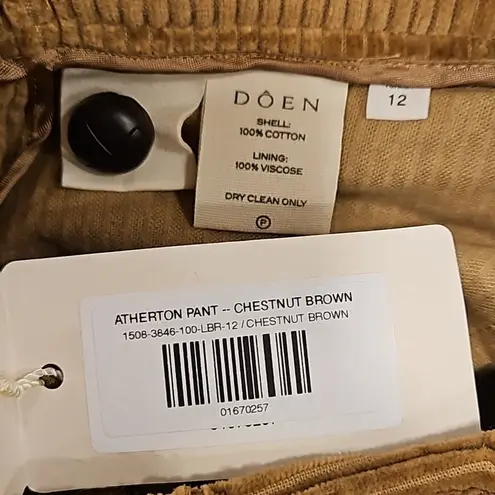 DÔEN
SHELL:
100% COTTON
LINING:
100% VISCOSE
DRY CLEAN ONLY
P
12
ATHERTON PANT -- CHESTNUT BROWN
1508-3846-100-LBR-12 / CHESTNUT BROWN
01670257